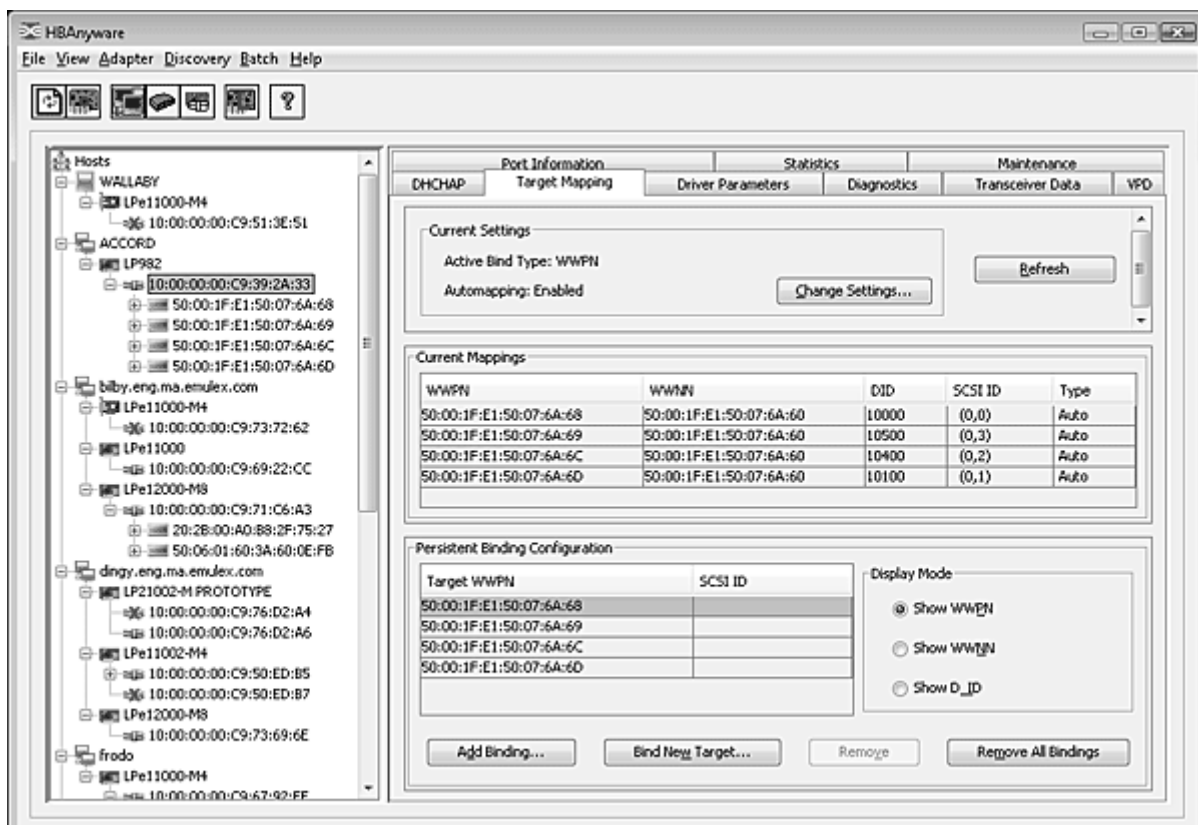 HBAnyware
File View Adapter Discovery Batch Help
?
Hosts
WALLABY
LPe11000-M4
10:00:00:00:C9:51:3E:51
ACCORD
LP982
10:00:00:00:C9:39:2A:33
50:00:1F:E1:50:07:6A:68
50:00:1F:E1:50:07:6A:69
50:00:1F:E1:50:07:6A:6C
50:00:1F:E1:50:07:6A:6D
bilby.eng.ma.emulex.com
LPe11000-M4
10:00:00:00:C9:73:72:62
LPe11000
10:00:00:00:C9:69:22:CC
LPe12000-M8
10:00:00:00:C9:71:C6:A3
20:2B:00:A0:B8:2F:75:27
50:06:01:60:3A:60:0E:FB
dingy.eng.ma.emulex.com
LP21002-M PROTOTYPE
10:00:00:00:C9:76:D2:A4
10:00:00:00:C9:76:D2:A6
LPe11002-M4
10:00:00:00:C9:50:ED:B5
10:00:00:00:C9:50:ED:B7
LPe12000-M8
10:00:00:00:C9:73:69:6E
frodo
LPe11000-M4
Port Information Statistics Maintenance
DHCHAP Target Mapping Driver Parameters Diagnostics Transceiver Data VPD
Current Settings
Active Bind Type: WWPN
Automapping: Enabled
Change Settings...
Refresh
Current Mappings
WWPN WWNN DID SCSI ID Type
50:00:1F:E1:50:07:6A:68 50:00:1F:E1:50:07:6A:60 10000 (0,0) Auto
50:00:1F:E1:50:07:6A:69 50:00:1F:E1:50:07:6A:60 10500 (0,3) Auto
50:00:1F:E1:50:07:6A:6C 50:00:1F:E1:50:07:6A:60 10400 (0,2) Auto
50:00:1F:E1:50:07:6A:6D 50:00:1F:E1:50:07:6A:60 10100 (0,1) Auto
Persistent Binding Configuration
Target WWPN SCSI ID
50:00:1F:E1:50:07:6A:68
50:00:1F:E1:50:07:6A:69
50:00:1F:E1:50:07:6A:6C
50:00:1F:E1:50:07:6A:6D
Display Mode
Show WWPN
Show WWNN
Show D_ID
Add Binding... Bind New Target... Remove Remove All Bindings